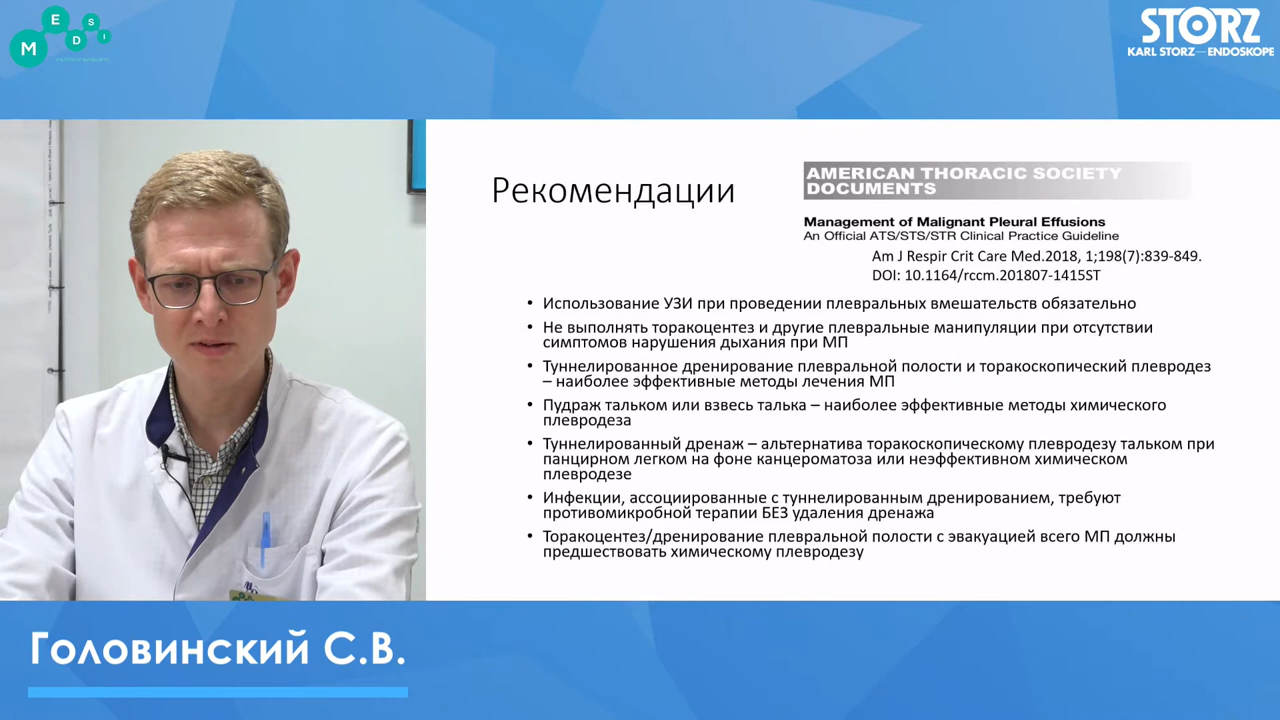 M E D S I
STORZ
KARL STORZ—ENDOSKOPE
Рекомендации
AMERICAN THORACIC SOCIETY
DOCUMENTS
Management of Malignant Pleural Effusions
An Official ATS/STS/STR Clinical Practice Guideline
Am J Respir Crit Care Med.2018, 1;198(7):839-849.
DOI: 10.1164/rccm.201807-1415ST
• Использование УЗИ при проведении плевральных вмешательств обязательно
• Не выполнять торакоцентез и другие плевральные манипуляции при отсутствии
симптомов нарушения дыхания при МП
• Туннелированное дренирование плевральной полости и торакоскопический плевродез
– наиболее эффективные методы лечения МП
• Пудраж тальком или взвесь талька – наиболее эффективные методы химического
плевродеза
• Туннелированный дренаж – альтернатива торакоскопическому плевродезу тальком при
панцирном легком на фоне канцероматоза или неэффективном химическом
плевродезе
• Инфекции, ассоциированные с туннелированным дренированием, требуют
противомикробной терапии БЕЗ удаления дренажа
• Торакоцентез/дренирование плевральной полости с эвакуацией всего МП должны
предшествовать химическому плевродезу
Головинский С.В.